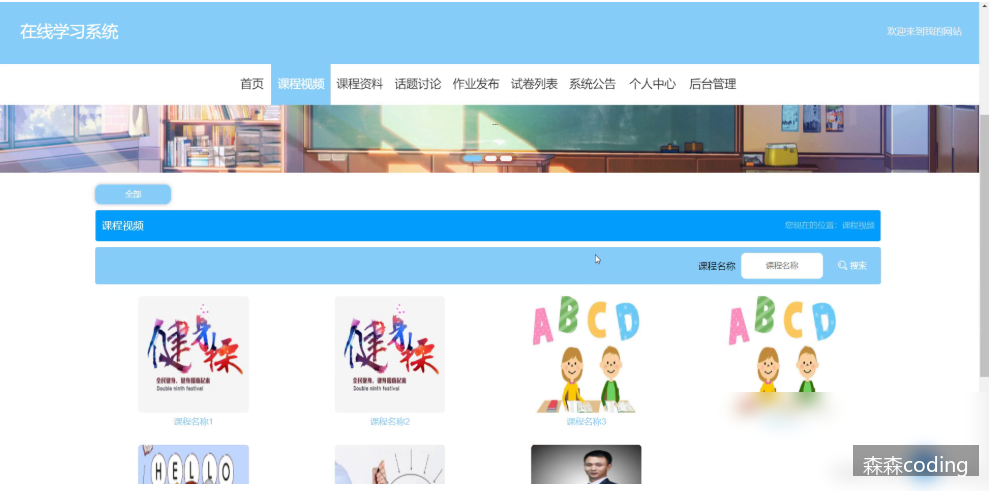 在线学习系统
欢迎来到我的网站
首页 课程视频 课程资料 话题讨论 作业发布 试卷列表 系统公告 个人中心 后台管理
全部
课程视频
您现在的位置：课程视频
课程名称 课程名称 搜索
健身操 健身操 ABCD ABCD
全民健身，健身操舞起来 全民健身，健身操舞起来
Double ninth festival Double ninth festival
课程名称1 课程名称2 课程名称3
HELLO
森森coding